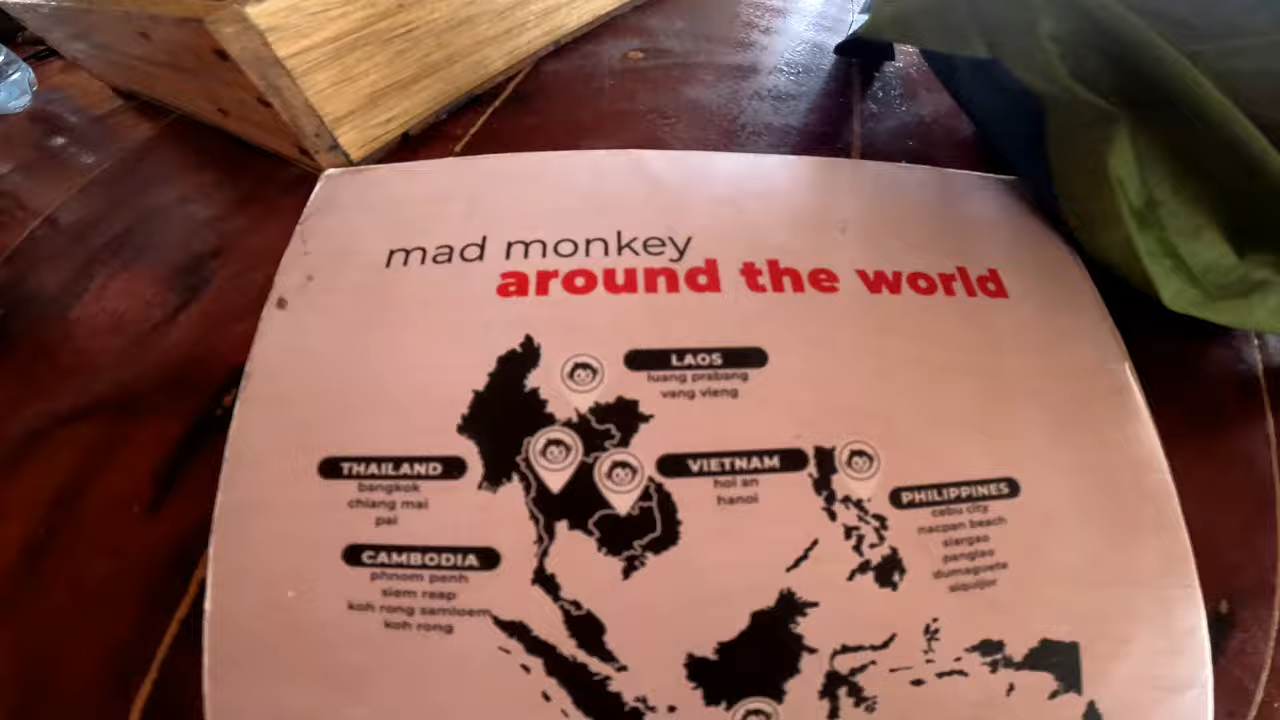 mad monkey
around the world
LAOS
luang prabang
vang vieng
THAILAND
bangkok
chiang mai
pai
VIETNAM
hoi an
hanoi
PHILIPPINES
cebu city
nacpan beach
siargao
panglao
dumaguete
siquijor
CAMBODIA
phnom penh
siem reap
koh rong samloem
koh rong